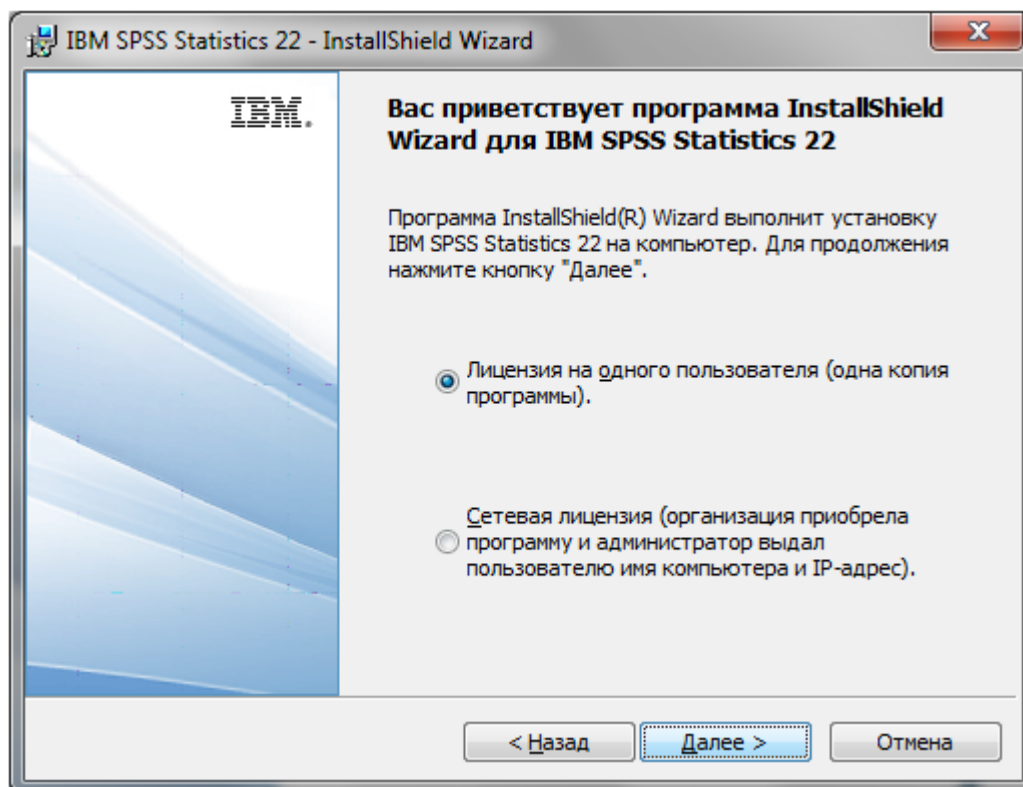 IBM SPSS Statistics 22 - InstallShield Wizard
IBM.
Вас приветствует программа InstallShield
Wizard для IBM SPSS Statistics 22
Программа InstallShield(R) Wizard выполнит установку
IBM SPSS Statistics 22 на компьютер. Для продолжения
нажмите кнопку "Далее".
Лицензия на одного пользователя (одна копия
программы).
Сетевая лицензия (организация приобрела
программу и администратор выдал
пользователю имя компьютера и IP-адрес).
< Назад
Далее >
Отмена